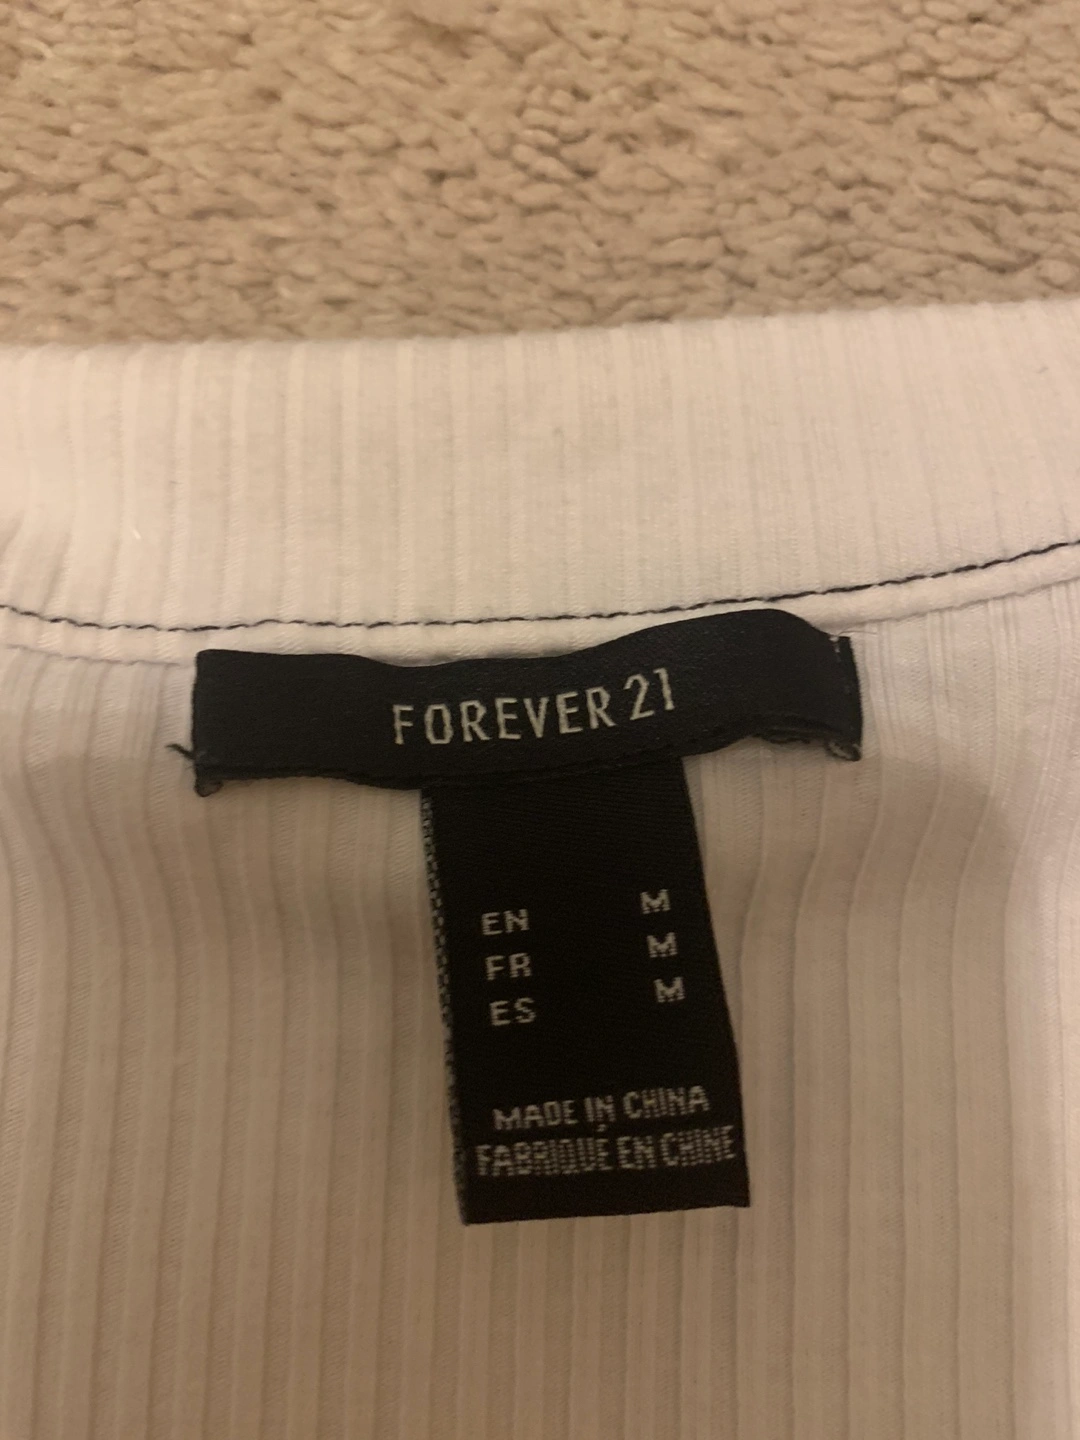 FOREVER 21
EN M
FR M
ES M
MADE IN CHINA
FABRIQUÉ EN CHINE